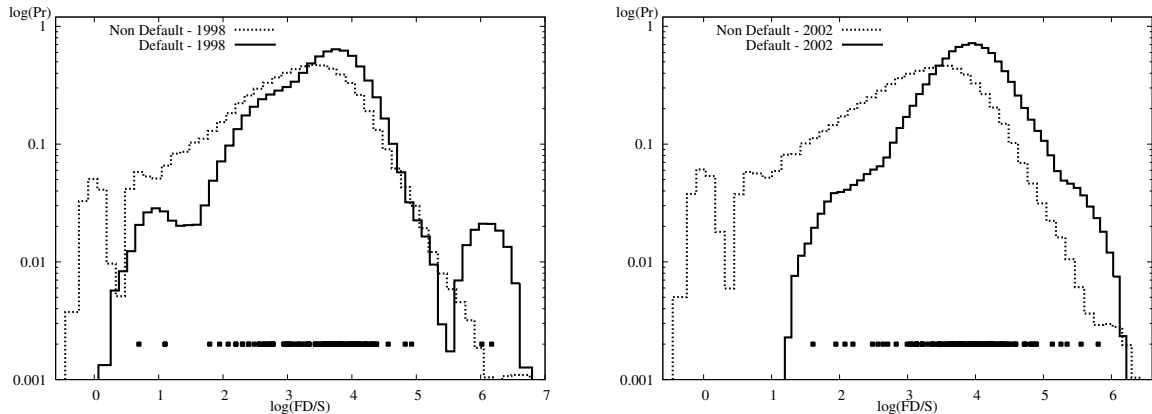 log(Pr)
Non Default - 1998
Default - 1998
1
0.1
0.01
0.001
0 1 2 3 4 5 6 7
log(FD/S)
log(Pr)
Non Default - 2002
Default - 2002
1
0.1
0.01
0.001
0 1 2 3 4 5 6
log(FD/S)